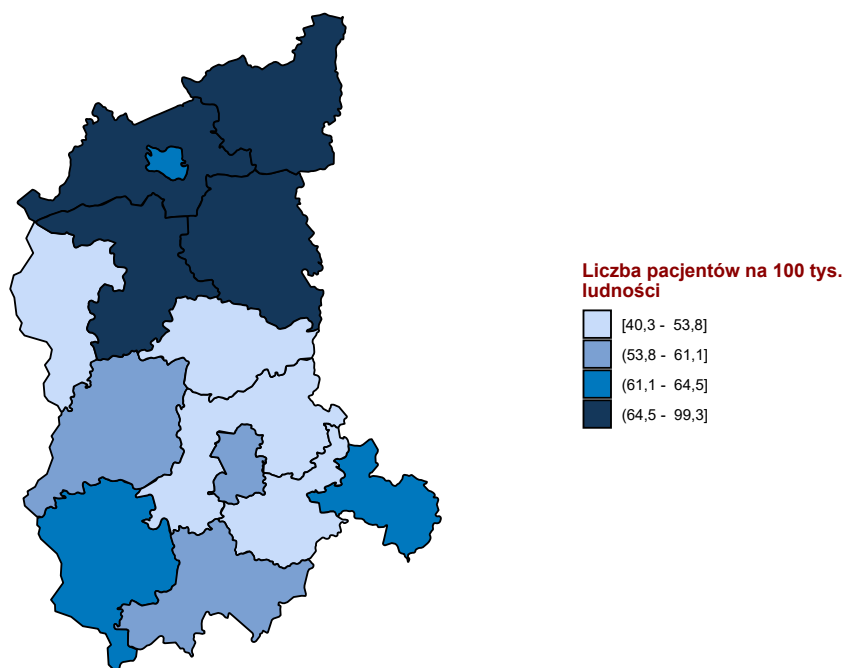 Liczba pacjentów na 100 tys.
ludności
[40,3 - 53,8]
(53,8 - 61,1]
(61,1 - 64,5]
(64,5 - 99,3]